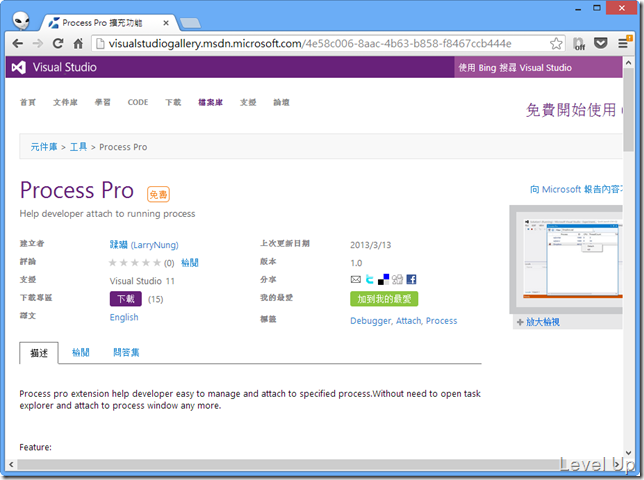 Process Pro 擴充功能
visualstudiogallery.msdn.microsoft.com/4e58c006-8aac-4b63-b858-f8467ccb444e
off
Visual Studio
使用 Bing 搜尋 Visual Studio
首頁 文件庫 學習 CODE 下載 檔案庫 支援 論壇
免費開始使用
元件庫 > 工具 > Process Pro
Process Pro 免費
Help developer attach to running process
向 Microsoft 報告內容
建立者 (LarryNung) 上次更新日期 2013/3/13
評論 (0) 檢閱 版本 1.0
支援 Visual Studio 11 分享
下載專區 下載 (15) 我的最愛 加到我的最愛
譯文 English 標籤 Debugger, Attach, Process
放大檢視
描述 檢閱 問答集
Process pro extension help developer easy to manage and attach to specified process.Without need to open task
explorer and attach to process window any more.
Feature:
Level Up